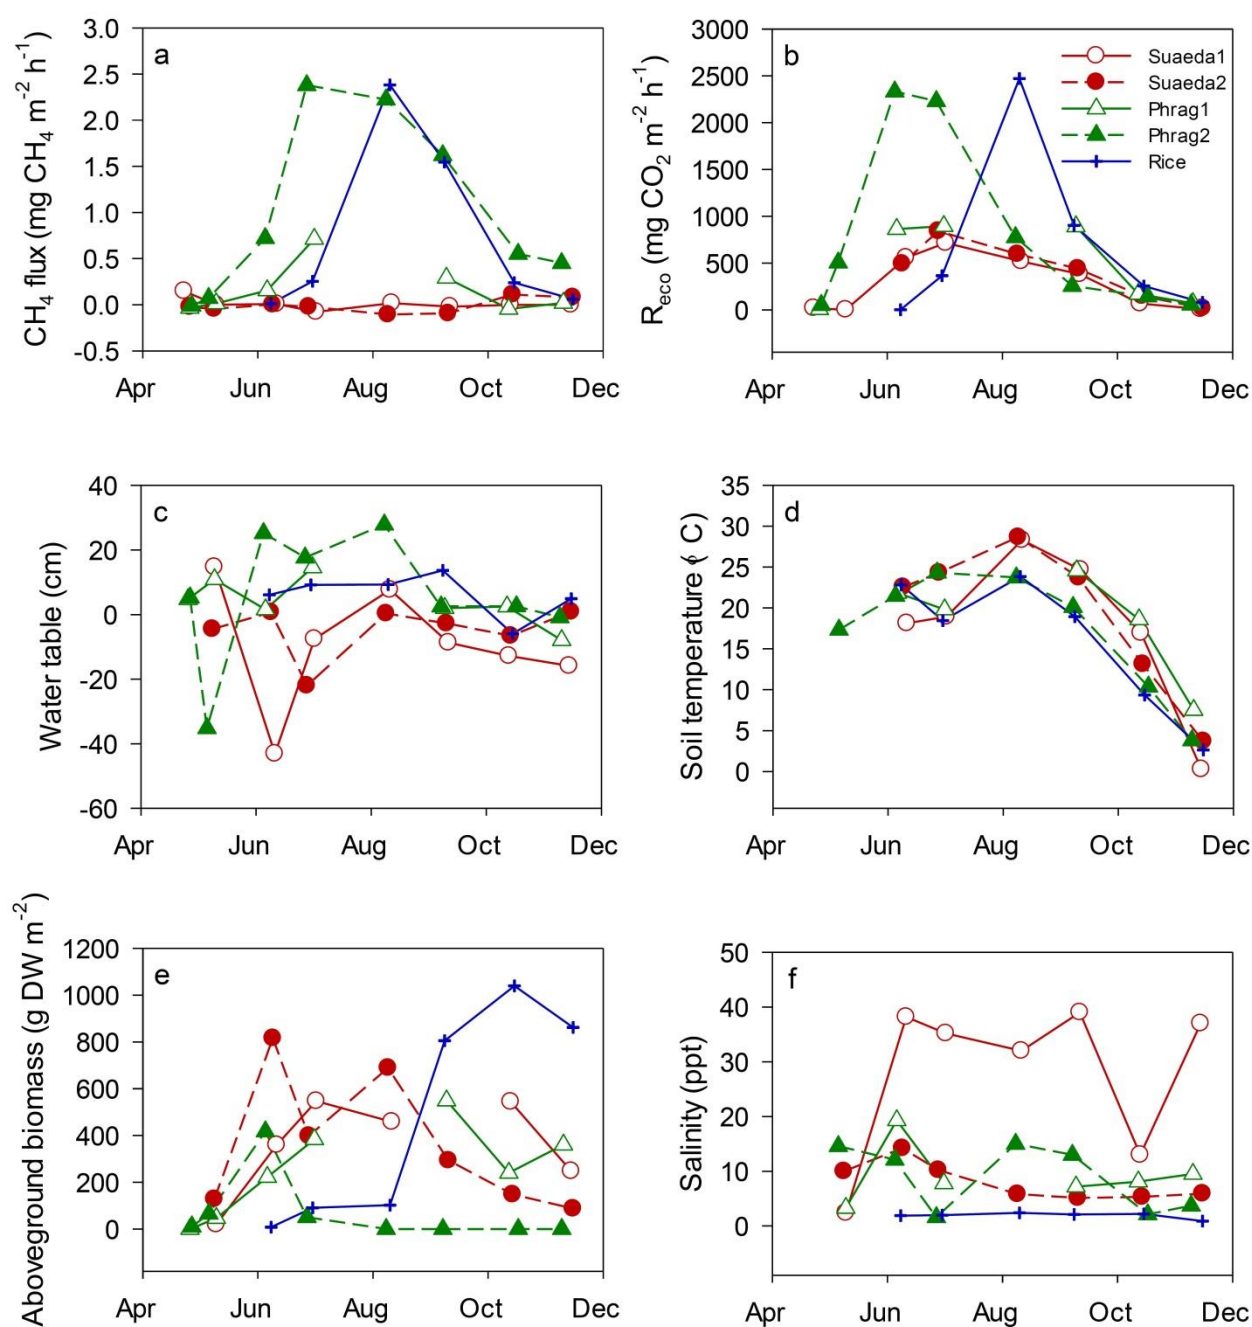 CH₄ flux (mg CH₄ m⁻² h⁻¹)
a
3.0
2.5
2.0
1.5
1.0
0.5
0.0
-0.5
Apr Jun Aug Oct Dec
R_eco (mg CO₂ m⁻² h⁻¹)
b
3000
2500
2000
1500
1000
500
0
Suaeda1
Suaeda2
Phrag1
Phrag2
Rice
Apr Jun Aug Oct Dec
Water table (cm)
c
40
20
0
-20
-40
-60
Apr Jun Aug Oct Dec
Soil temperature ( C)
d
35
30
25
20
15
10
5
0
Apr Jun Aug Oct Dec
Aboveground biomass (g DW m⁻²)
e
1200
1000
800
600
400
200
0
Apr Jun Aug Oct Dec
Salinity (ppt)
f
50
40
30
20
10
0
Apr Jun Aug Oct Dec